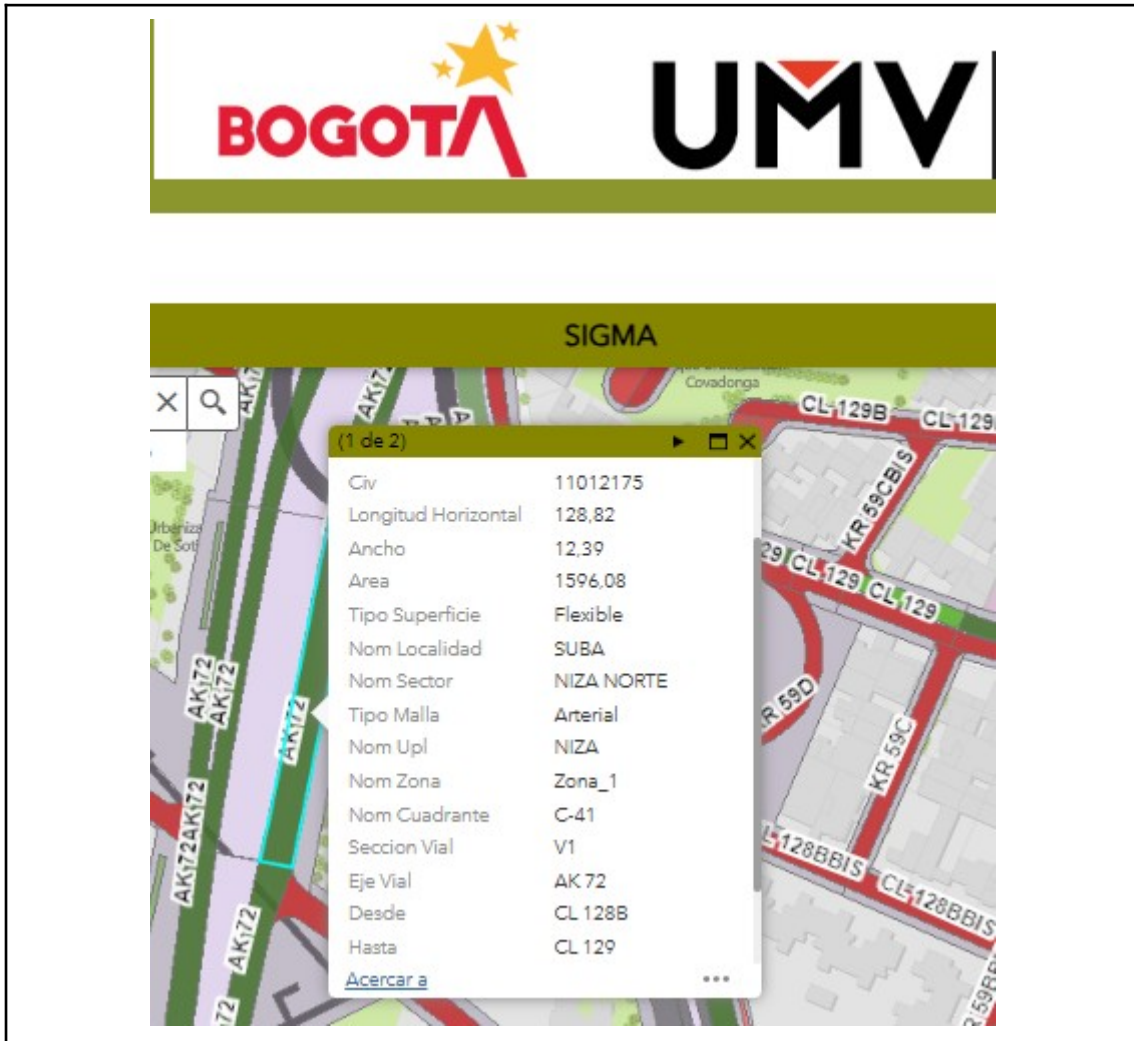 BOGOTA UMV
SIGMA
Covadonga
CL 129B
CL 129
AK 72
(1 de 2)
Civ 11012175
Longitud Horizontal 128,82
Ancho 12,39
Area 1596,08
Tipo Superficie Flexible
Nom Localidad SUBA
Nom Sector NIZA NORTE
Tipo Malla Arterial
Nom Upl NIZA
Nom Zona Zona_1
Nom Cuadrante C-41
Seccion Vial V1
Eje Vial AK 72
Desde CL 128B
Hasta CL 129
Acercar a
KR 59CBIS
CL 129 CL 129
KR 59C
AK 72
AK 72
AK 72
AK 72 AK 72
AK 72
128BBIS
CL 128BBIS